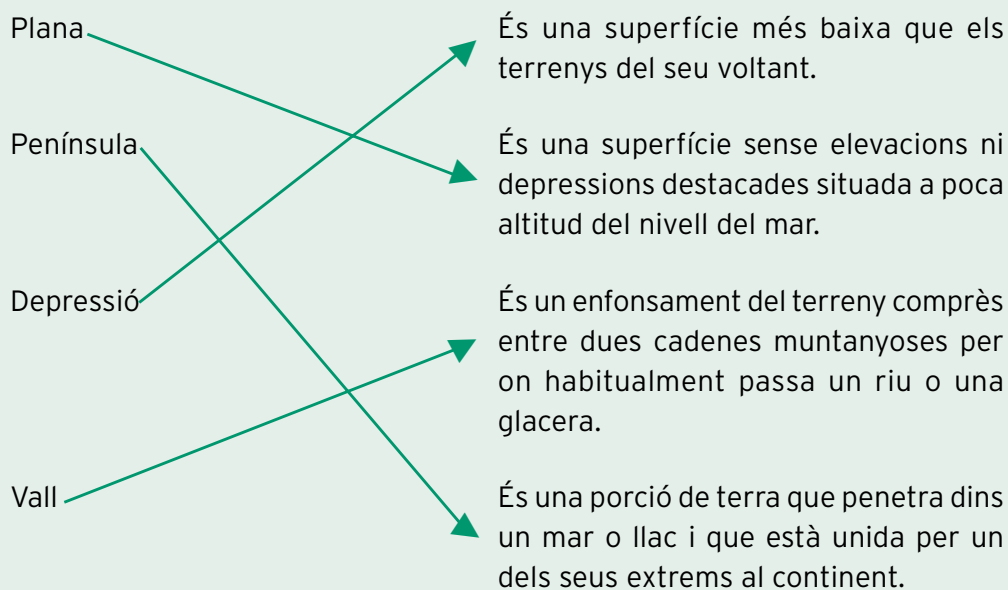 Plana
És una superfície més baixa que els
terrenys del seu voltant.
Península
És una superfície sense elevacions ni
depressions destacades situada a poca
altitud del nivell del mar.
Depressió
És un enfonsament del terreny comprès
entre dues cadenes muntanyoses per
on habitualment passa un riu o una
glacera.
Vall
És una porció de terra que penetra dins
un mar o llac i que està unida per un
dels seus extrems al continent.